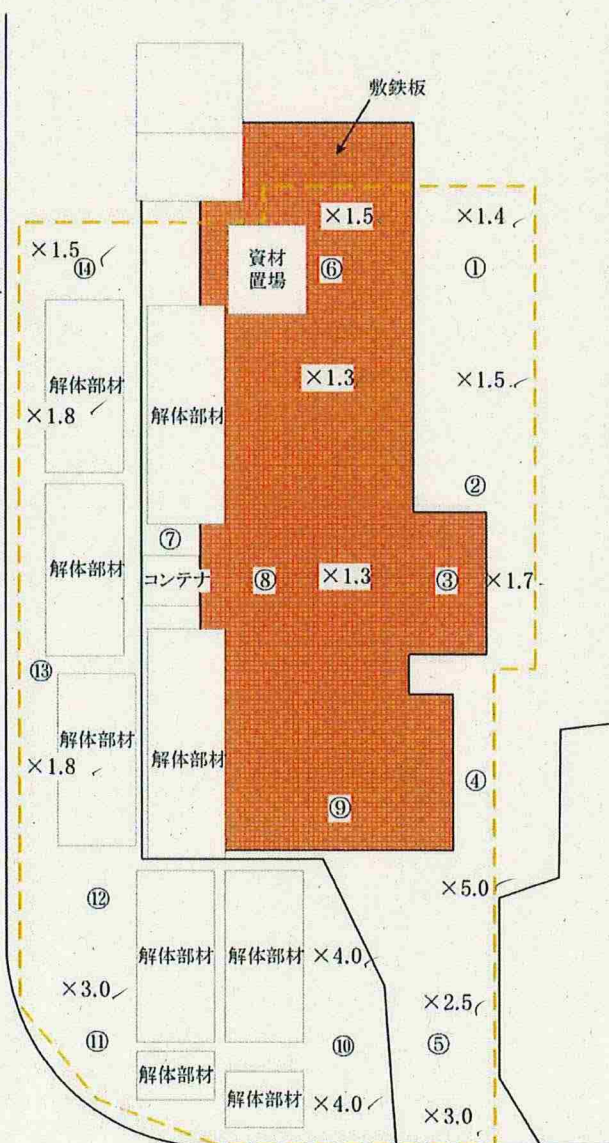 敷鉄板
×1.5
×1.4
×1.5
⑭
資材
置場
⑥
①
解体部材
×1.8
解体部材
×1.3
×1.5
②
⑦
解体部材
コンテナ
⑧
×1.3
③
×1.7
⑬
解体部材
×1.8
解体部材
④
⑨
×5.0
⑫
解体部材
解体部材
×4.0
×3.0
×2.5
⑪
⑩
⑤
解体部材
解体部材
×4.0
×3.0